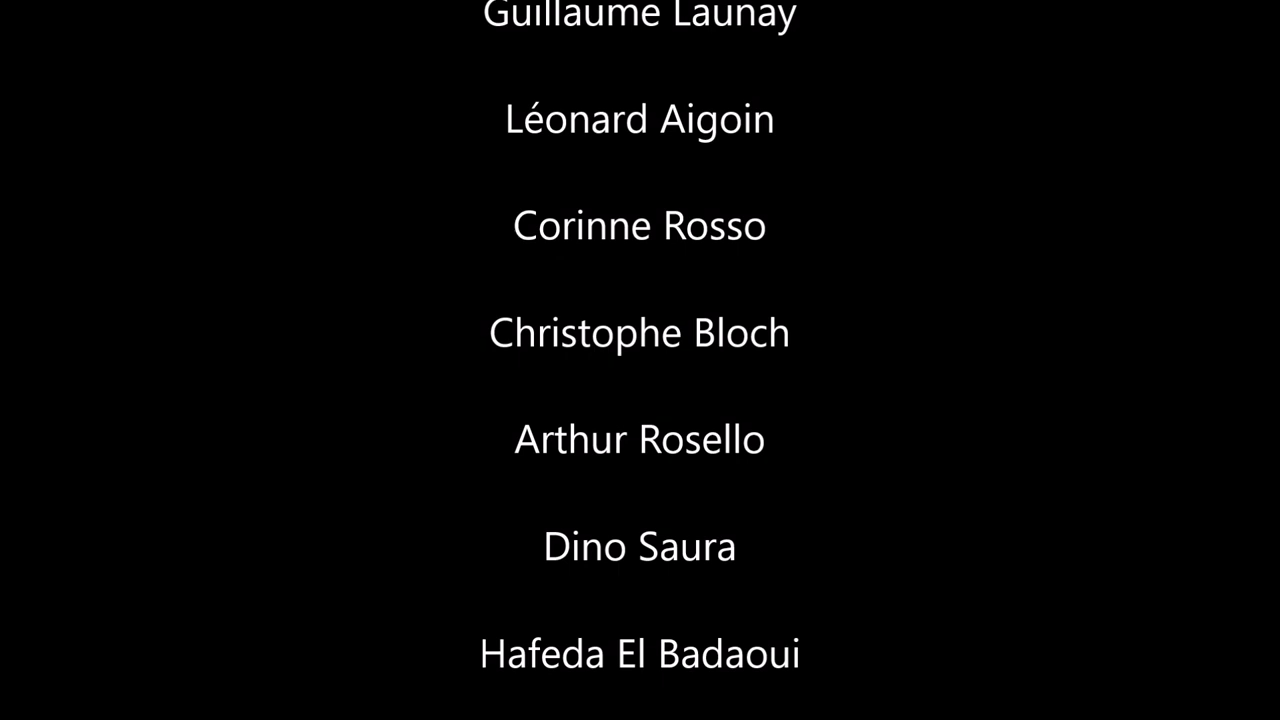 Guillaume Launay
Léonard Aigoin
Corinne Rosso
Christophe Bloch
Arthur Rosello
Dino Saura
Hafeda El Badaoui